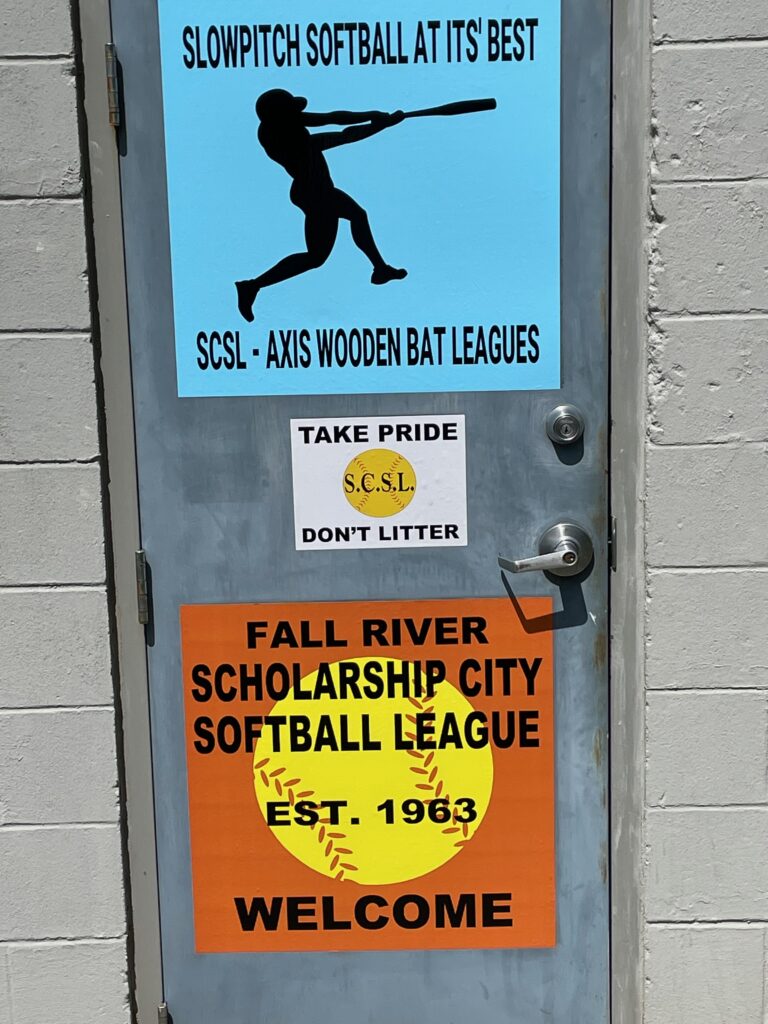 SLOWPITCH SOFTBALL AT ITS' BEST
SCSL - AXIS WOODEN BAT LEAGUES
TAKE PRIDE
S.C.S.L.
DON'T LITTER
FALL RIVER
SCHOLARSHIP CITY
SOFTBALL LEAGUE
EST. 1963
WELCOME